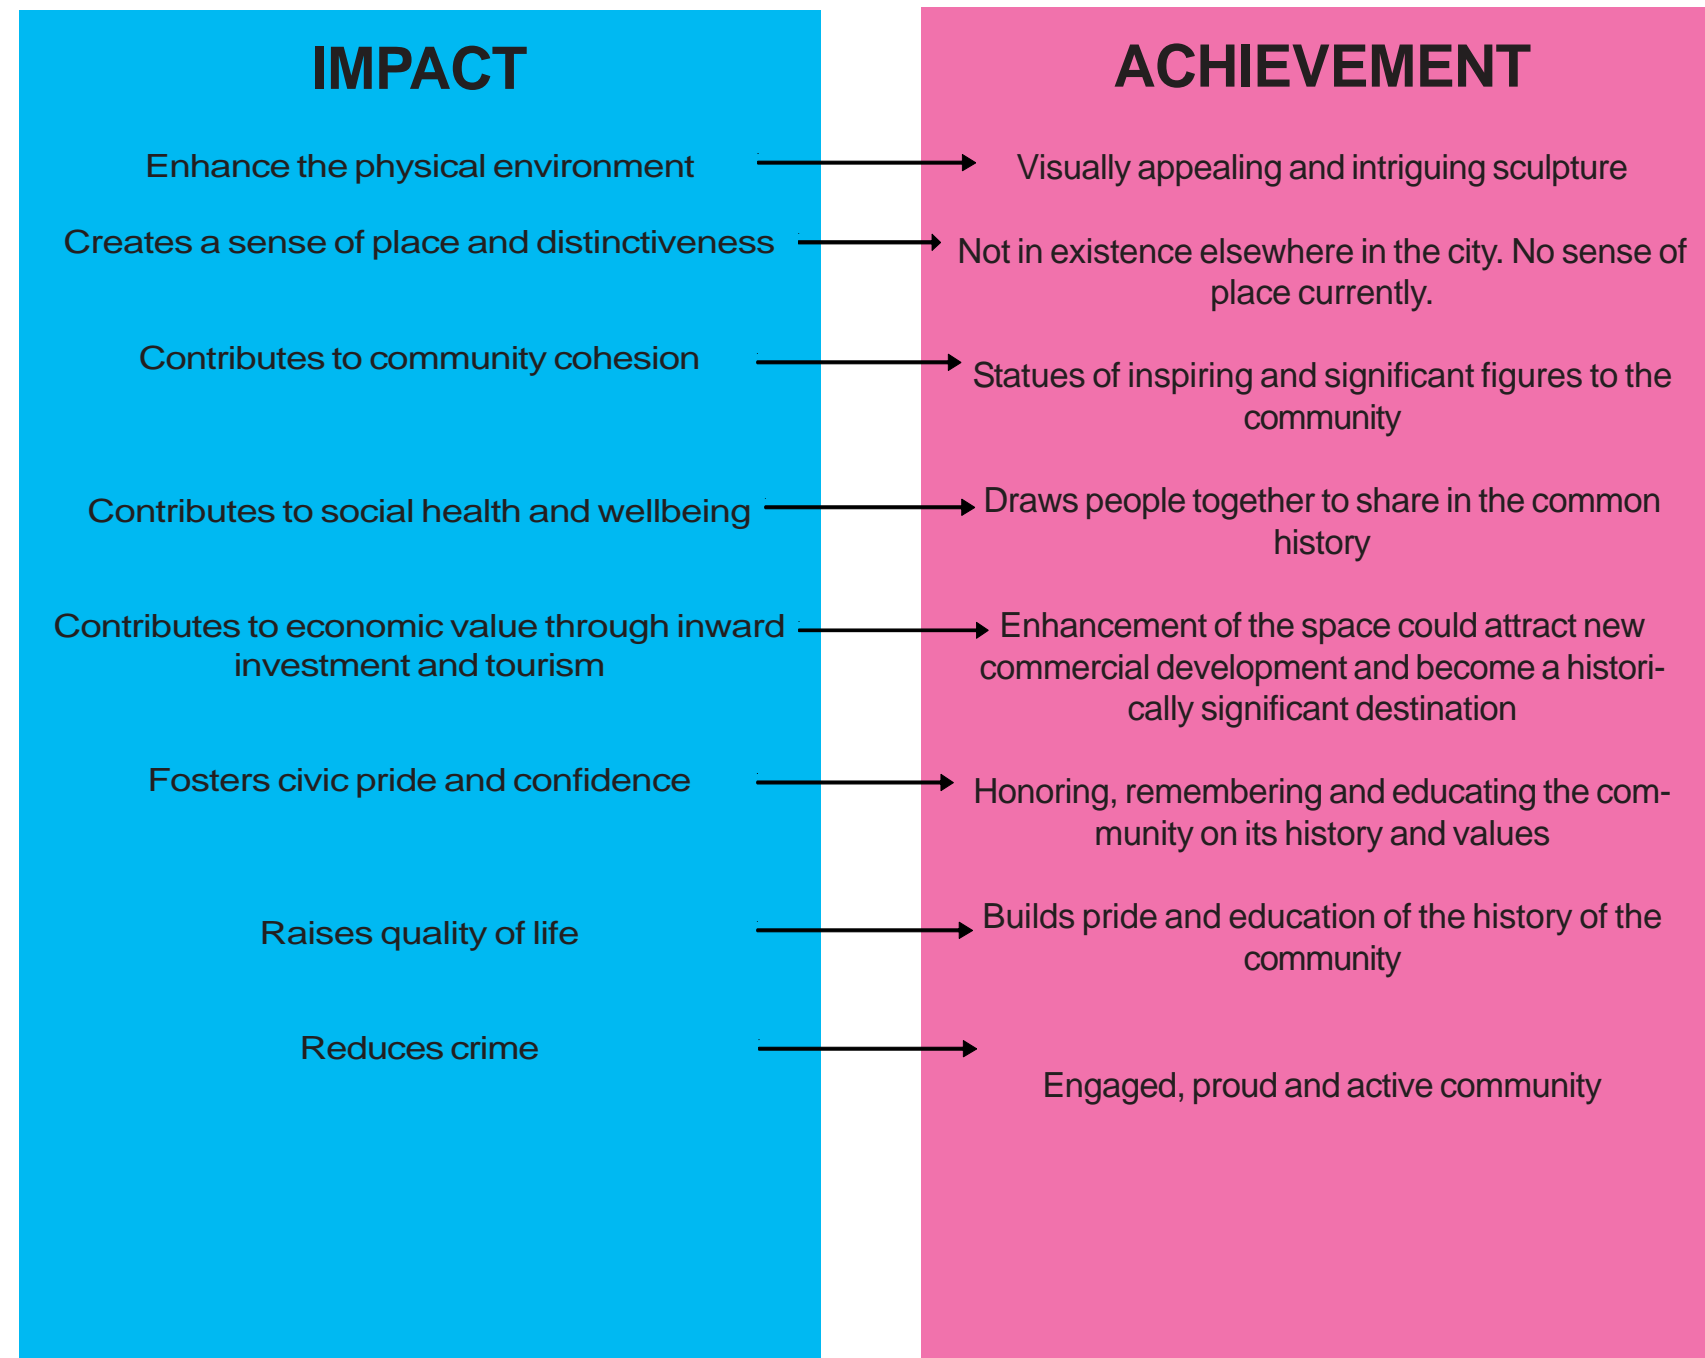 IMPACT
Enhance the physical environment
Creates a sense of place and distinctiveness
Contributes to community cohesion
Contributes to social health and wellbeing
Contributes to economic value through inward
investment and tourism
Fosters civic pride and confidence
Raises quality of life
Reduces crime
ACHIEVEMENT
Visually appealing and intriguing sculpture
Not in existence elsewhere in the city. No sense of
place currently.
Statues of inspiring and significant figures to the
community
Draws people together to share in the common
history
Enhancement of the space could attract new
commercial development and become a histori-
cally significant destination
Honoring, remembering and educating the com-
munity on its history and values
Builds pride and education of the history of the
community
Engaged, proud and active community